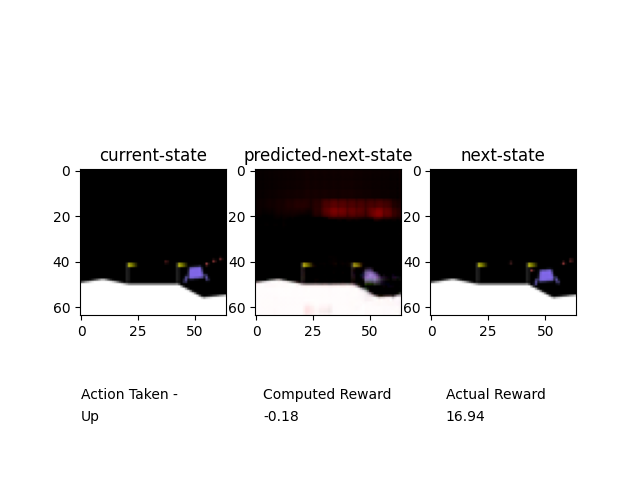 current-state predicted-next-state next-state
0 0 0
20 20 20
40 40 40
60 60 60
0 25 50 0 25 50 0 25 50
Action Taken - Computed Reward Actual Reward
Up -0.18 16.94